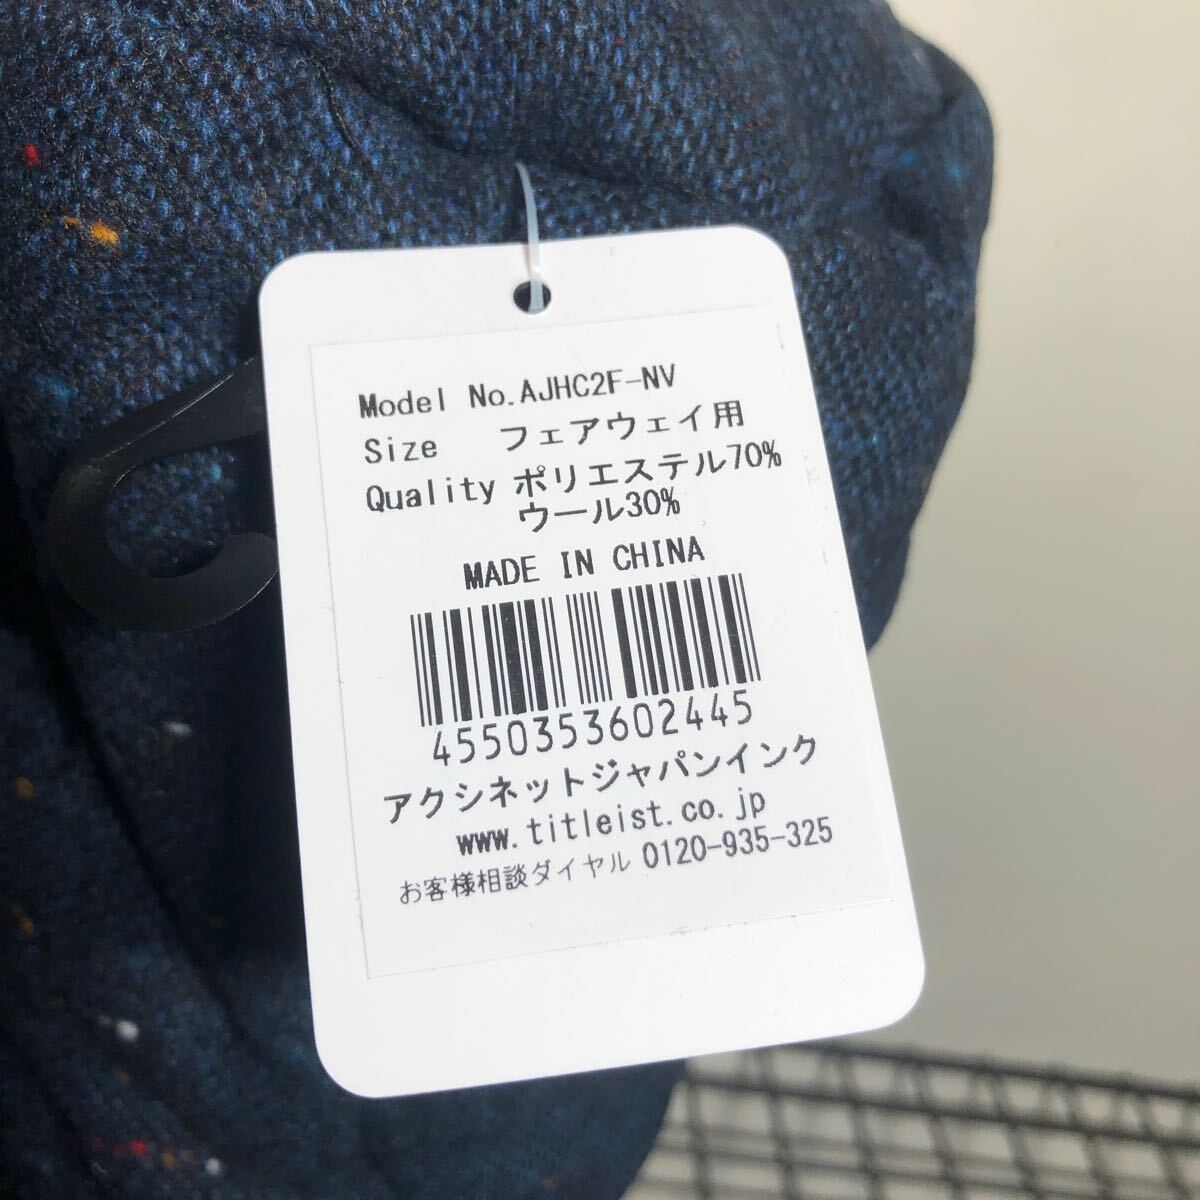 Model No.AJHC2F-NV
Size フェアウェイ用
Quality ポリエステル70%
ウール30%
MADE IN CHINA
4550353602445
アクシネットジャパンインク
www.titleist.co.jp
お客様相談ダイヤル 0120-935-325